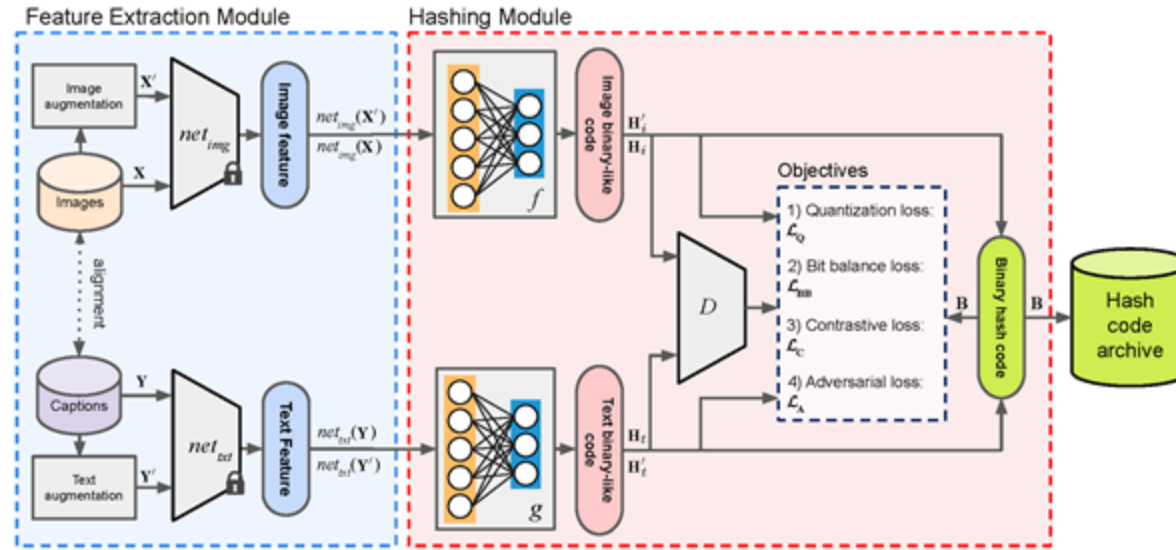 Feature Extraction Module
Hashing Module
Image
augmentation
X'
net_img
Image feature
net_img(X')
net_img(X)
X
Images
alignment
Captions
Y
Text
augmentation
Y'
net_txt
Text Feature
net_txt(Y)
net_txt(Y')
f
Image binary-like
code
H'_i
H_i
g
Text binary-like
code
H_t
H'_t
D
Objectives
1) Quantization loss:
ℒ_Q
2) Bit balance loss:
ℒ_BB
3) Contrastive loss:
ℒ_C
4) Adversarial loss:
ℒ_A
B
Binary hash code
B
Hash
code
archive